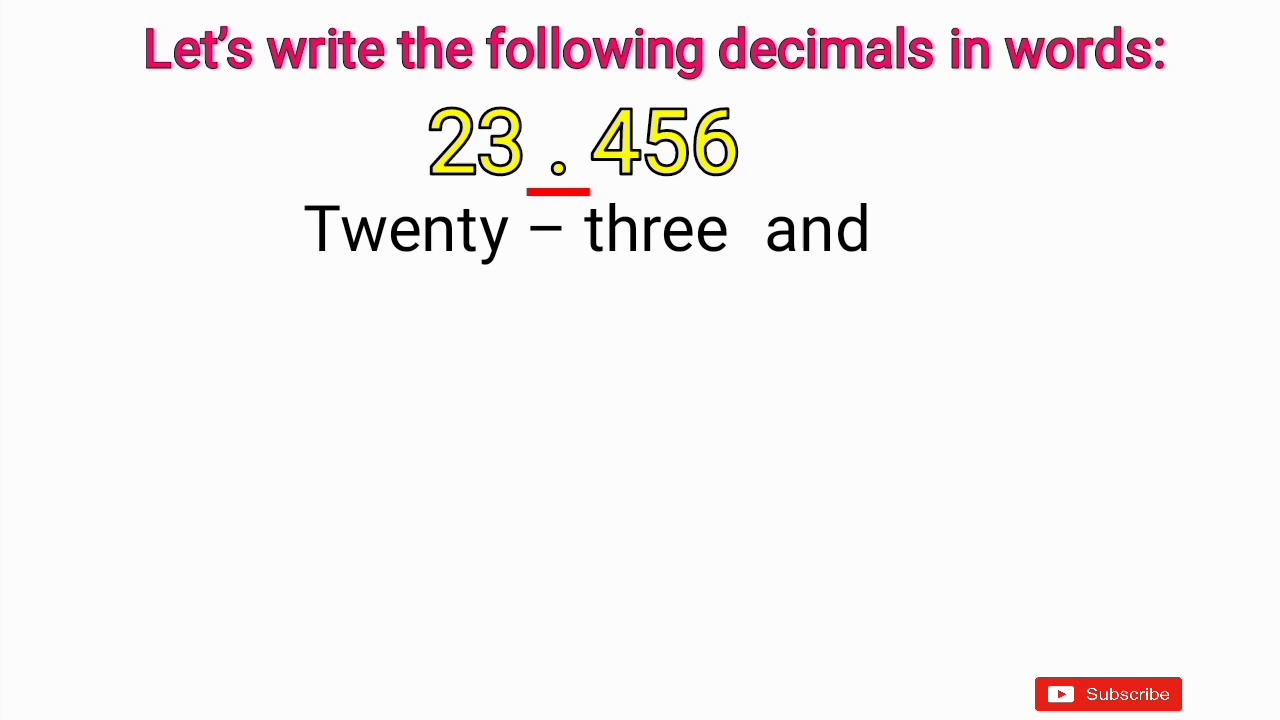 Let's write the following decimals in words:
23 . 456
Twenty – three and
Subscribe